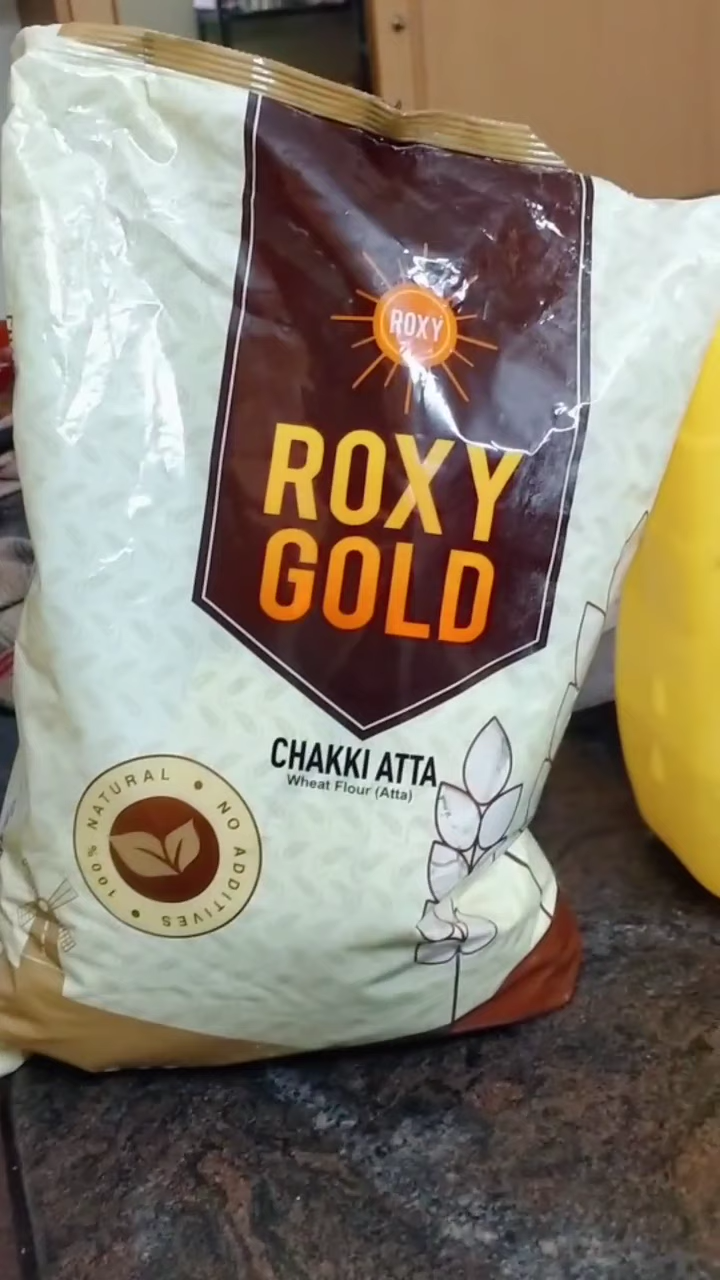 ROXY
ROXY
GOLD
CHAKKI ATTA
Wheat Flour (Atta)
100% NATURAL • NO ADDITIVES •